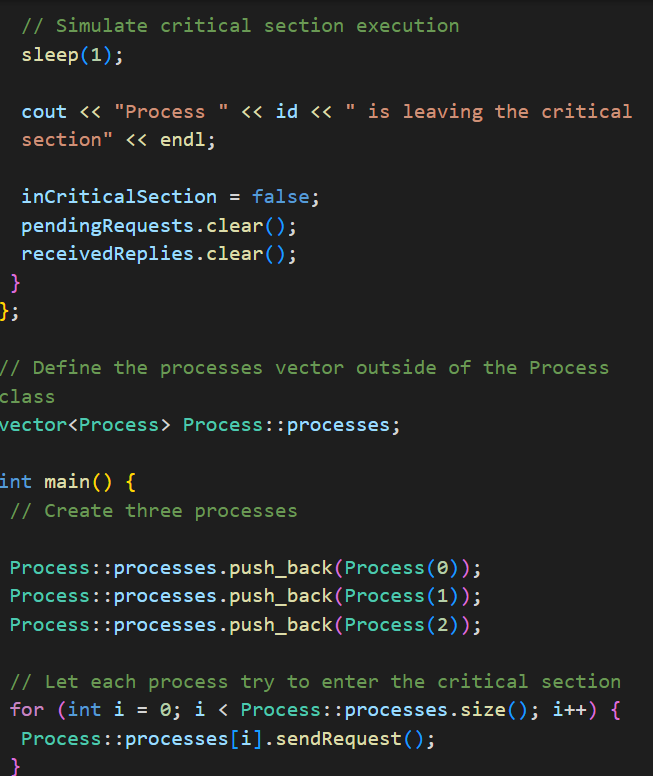 // Simulate critical section execution
sleep(1);
cout << "Process " << id << " is leaving the critical
section" << endl;
inCriticalSection = false;
pendingRequests.clear();
receivedReplies.clear();
}
};
// Define the processes vector outside of the Process
class
vector<Process> Process::processes;
int main() {
// Create three processes
Process::processes.push_back(Process(0));
Process::processes.push_back(Process(1));
Process::processes.push_back(Process(2));
// Let each process try to enter the critical section
for (int i = 0; i < Process::processes.size(); i++) {
Process::processes[i].sendRequest();
}